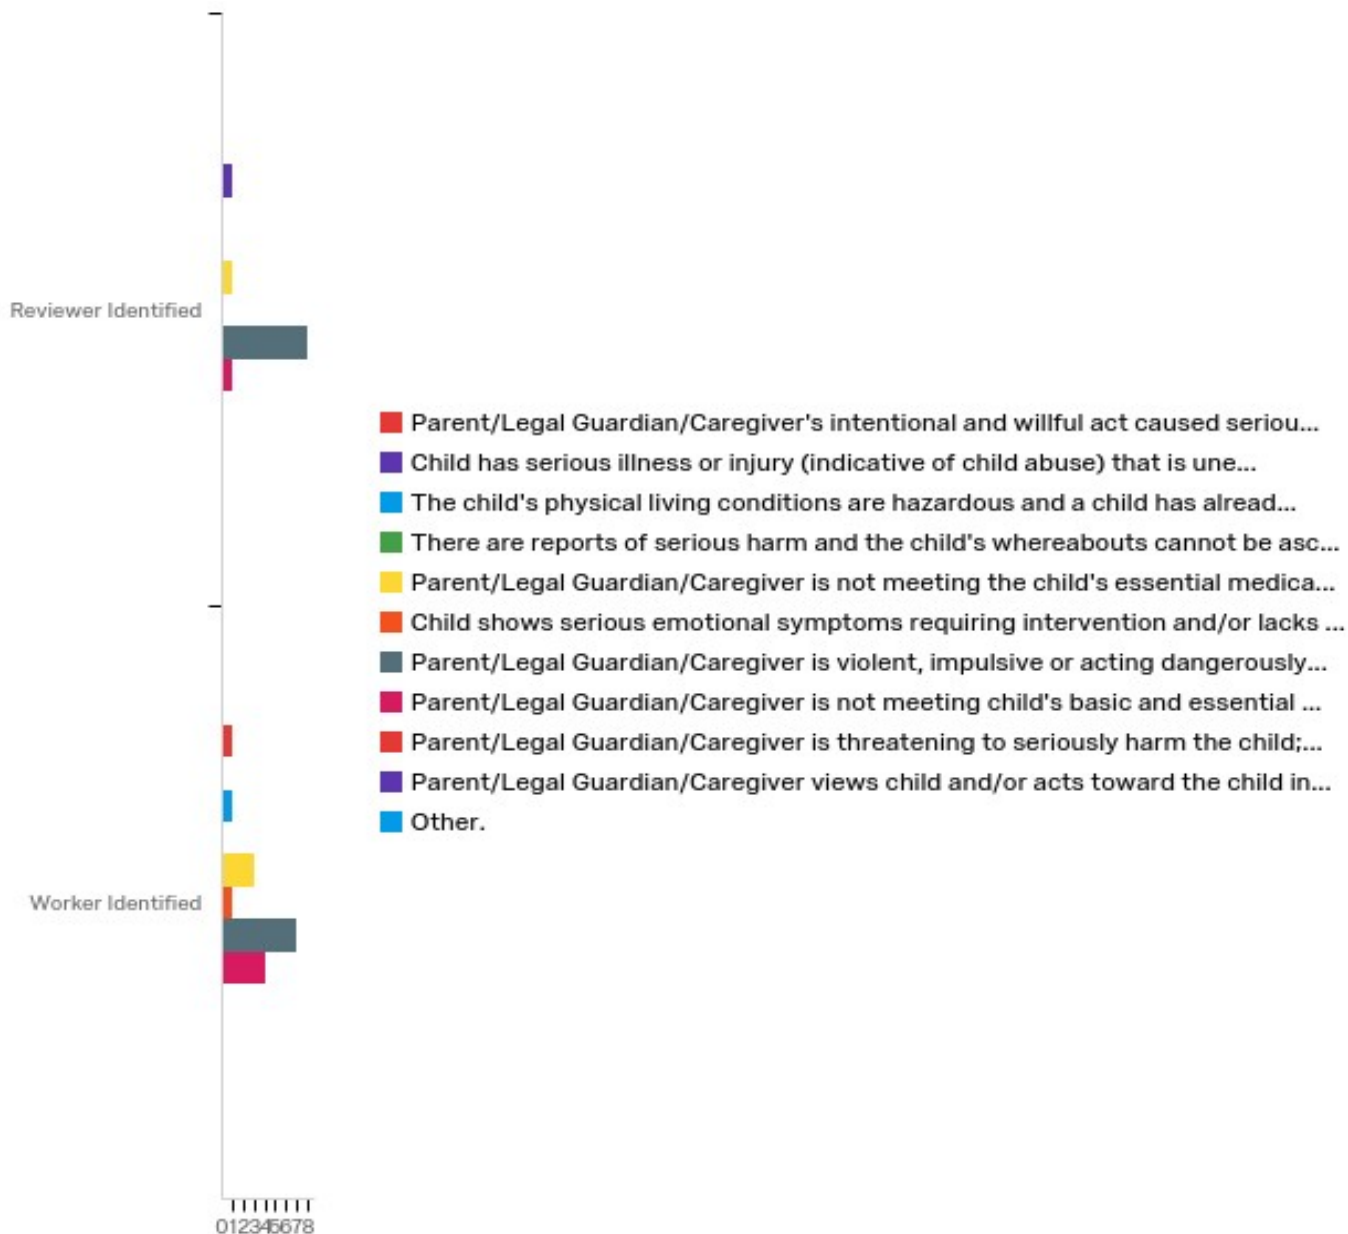 Reviewer Identified
Parent/Legal Guardian/Caregiver's intentional and willful act caused seriou...
Child has serious illness or injury (indicative of child abuse) that is une...
The child's physical living conditions are hazardous and a child has alread...
There are reports of serious harm and the child's whereabouts cannot be asc...
Parent/Legal Guardian/Caregiver is not meeting the child's essential medica...
Child shows serious emotional symptoms requiring intervention and/or lacks ...
Parent/Legal Guardian/Caregiver is violent, impulsive or acting dangerously...
Parent/Legal Guardian/Caregiver is not meeting child's basic and essential ...
Parent/Legal Guardian/Caregiver is threatening to seriously harm the child;...
Parent/Legal Guardian/Caregiver views child and/or acts toward the child in...
Other.
Worker Identified
012345678